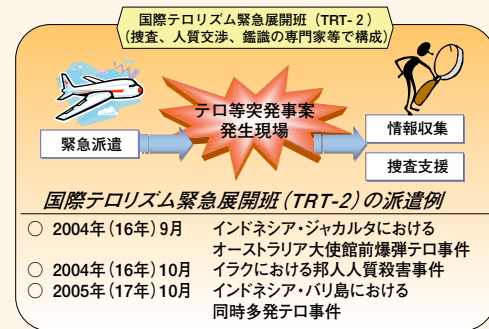 国際テロリズム緊急展開班（TRT-2）
（捜査、人質交渉、鑑識の専門家等で構成）
緊急派遣
テロ等突発事案
発生現場
情報収集
捜査支援
国際テロリズム緊急展開班（TRT-2）の派遣例
○ 2004年（16年）9月 インドネシア・ジャカルタにおける
オーストラリア大使館前爆弾テロ事件
○ 2004年（16年）10月 イラクにおける邦人人質殺害事件
○ 2005年（17年）10月 インドネシア・バリ島における
同時多発テロ事件